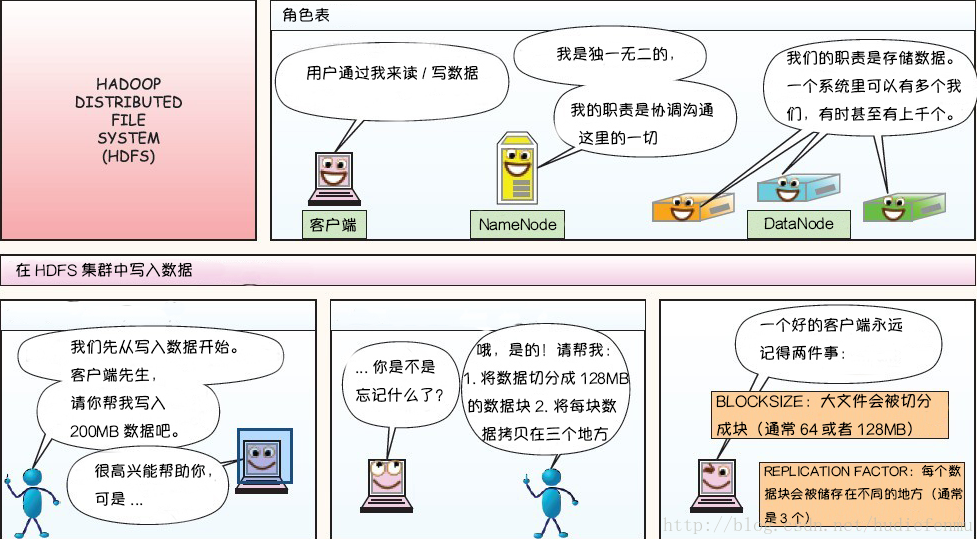 HADOOP
DISTRIBUTED
FILE
SYSTEM
(HDFS)
角色表
用户通过我来读 / 写数据
我是独一无二的,
我的职责是协调沟通
这里的一切
我们的职责是存储数据。
一个系统里可以有多个我
们，有时甚至有上千个。
客户端
NameNode
DataNode
在 HDFS 集群中写入数据
我们先从写入数据开始。
客户端先生,
请你帮我写入
200MB 数据吧。
很高兴能帮助你,
可是 ...
... 你是不是
忘记什么了?
哦，是的！请帮我：
1. 将数据切分成 128MB
的数据块 2. 将每块数
据拷贝在三个地方
一个好的客户端永远
记得两件事：
BLOCKSIZE：大文件会被切分
成块（通常 64 或者 128MB）
REPLICATION FACTOR：每个数
据块会被储存在不同的地方（通常
是 3 个）
http://blog.csdn.net/hudiefenmu